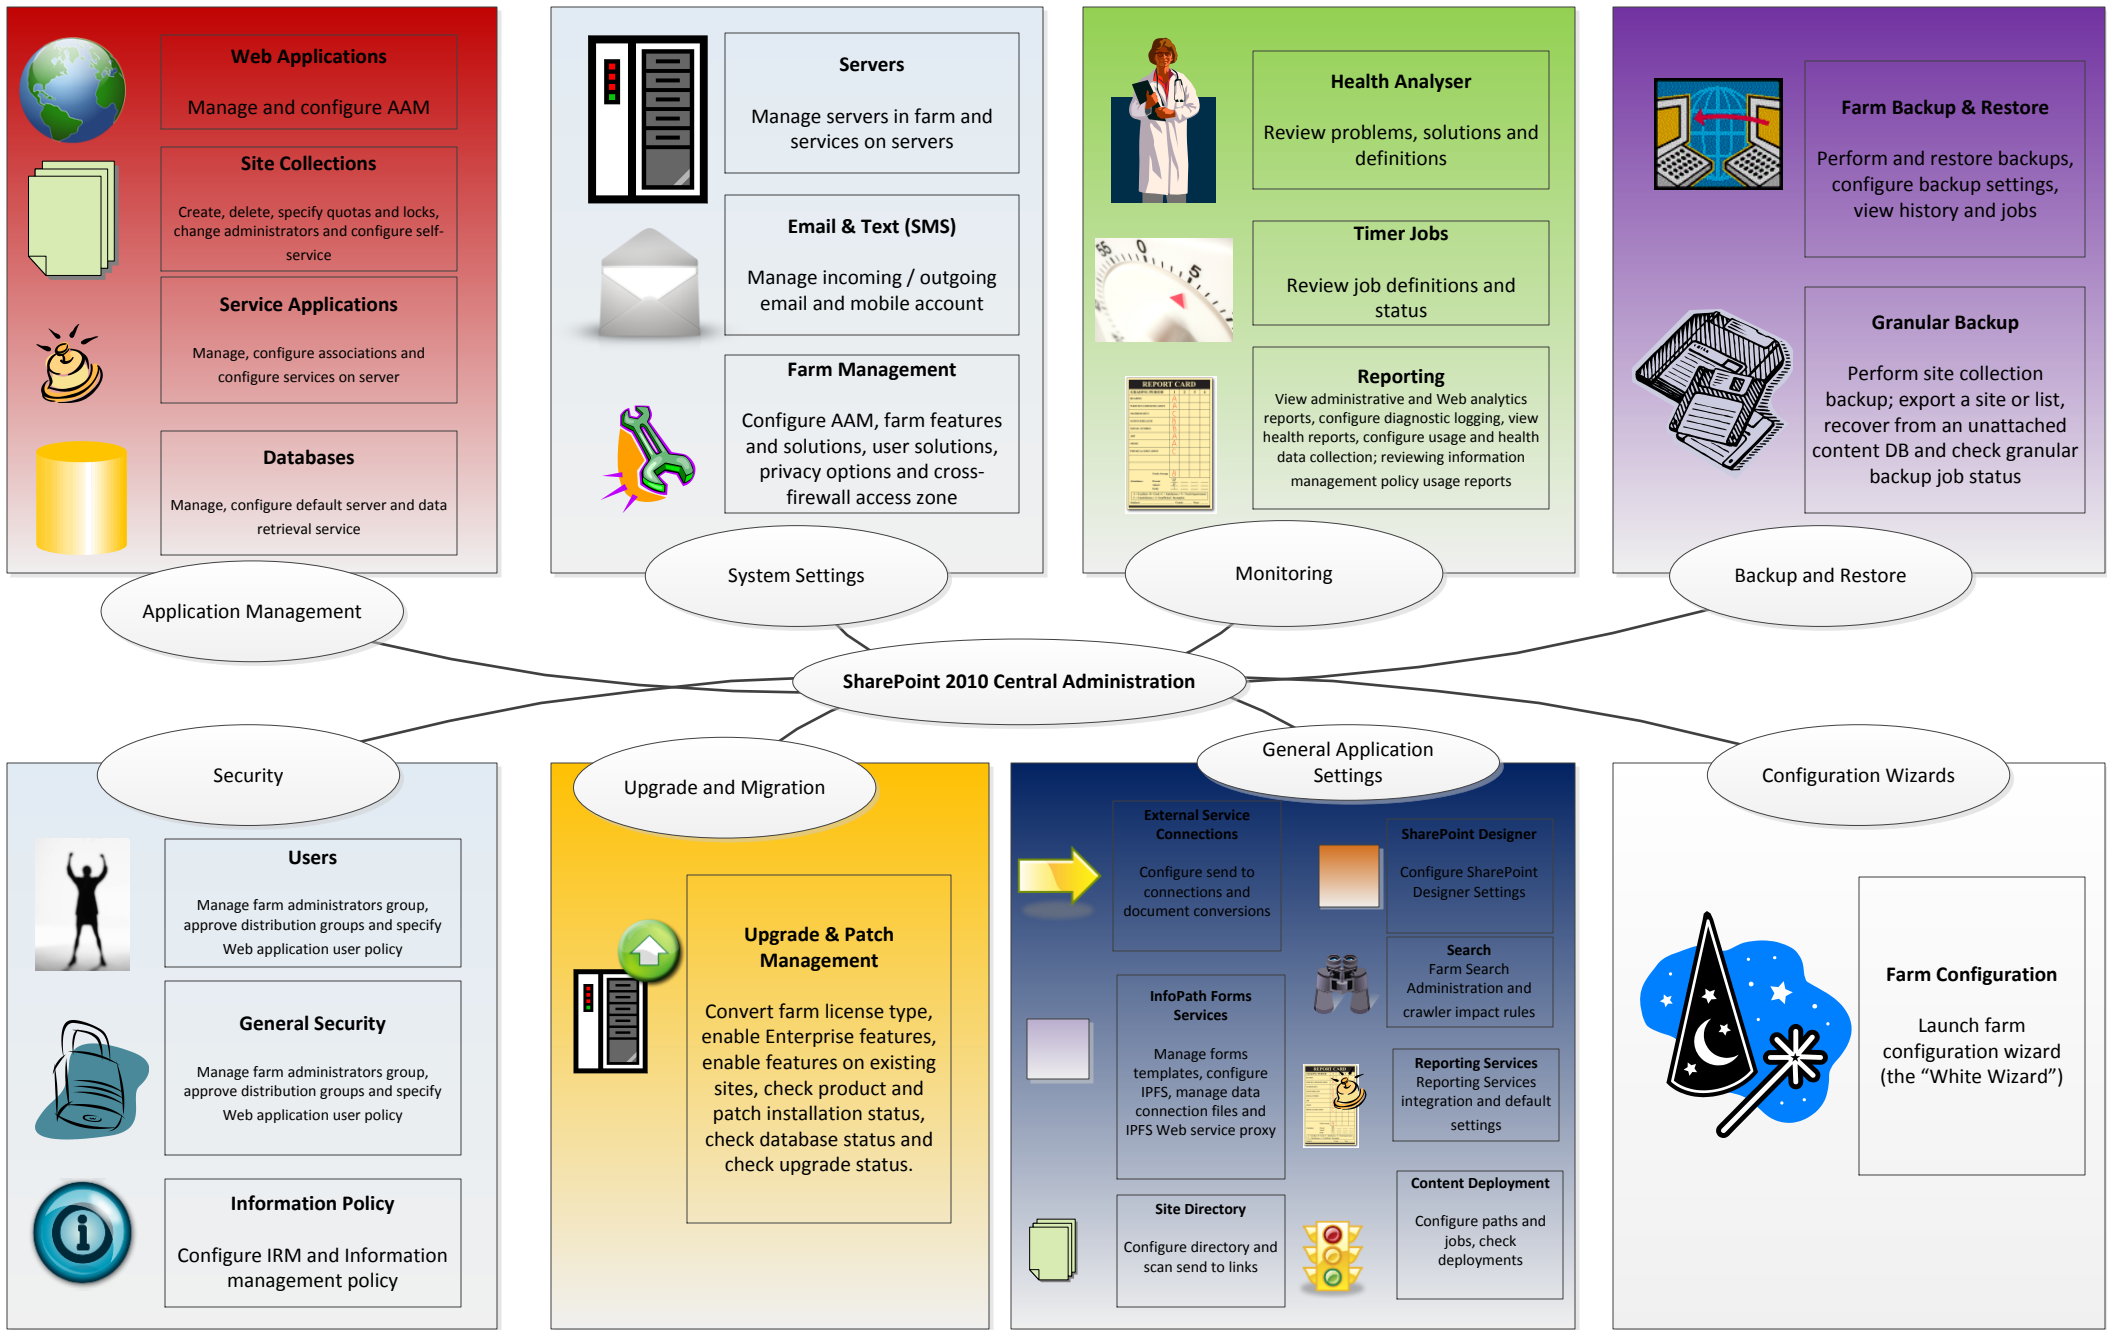 Web Applications
Manage and configure AAM
Site Collections
Create, delete, specify quotas and locks,
change administrators and configure self-
service
Service Applications
Manage, configure associations and
configure services on server
Databases
Manage, configure default server and data
retrieval service
Application Management
Servers
Manage servers in farm and
services on servers
Email & Text (SMS)
Manage incoming / outgoing
email and mobile account
Farm Management
Configure AAM, farm features
and solutions, user solutions,
privacy options and cross-
firewall access zone
System Settings
Health Analyser
Review problems, solutions and
definitions
55 0 5
Timer Jobs
Review job definitions and
status
REPORT CARD
Reporting
View administrative and Web analytics
reports, configure diagnostic logging, view
health reports, configure usage and health
data collection; reviewing information
management policy usage reports
Monitoring
Farm Backup & Restore
Perform and restore backups,
configure backup settings,
view history and jobs
Granular Backup
Perform site collection
backup; export a site or list,
recover from an unattached
content DB and check granular
backup job status
Backup and Restore
SharePoint 2010 Central Administration
Security
Users
Manage farm administrators group,
approve distribution groups and specify
Web application user policy
General Security
Manage farm administrators group,
approve distribution groups and specify
Web application user policy
Information Policy
Configure IRM and Information
management policy
Upgrade and Migration
Upgrade & Patch
Management
Convert farm license type,
enable Enterprise features,
enable features on existing
sites, check product and
patch installation status,
check database status and
check upgrade status.
General Application
Settings
External Service
Connections
Configure send to
connections and
document conversions
InfoPath Forms
Services
Manage forms
templates, configure
IPFS, manage data
connection files and
IPFS Web service proxy
Site Directory
Configure directory and
scan send to links
SharePoint Designer
Configure SharePoint
Designer Settings
Search
Farm Search
Administration and
crawler impact rules
REPORT CARD
Reporting Services
Reporting Services
integration and default
settings
Content Deployment
Configure paths and
jobs, check
deployments
Configuration Wizards
Farm Configuration
Launch farm
configuration wizard
(the “White Wizard”)